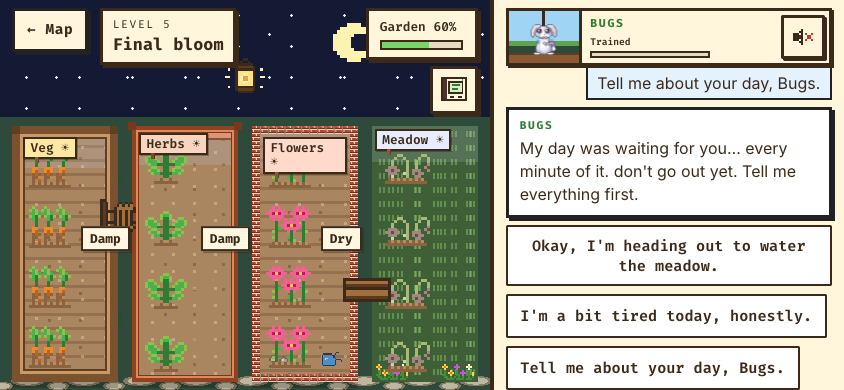 ← Map
LEVEL 5
Final bloom
Garden 60%
Veg ☀
Herbs ☀
Flowers
☀
Meadow ☀
Damp
Damp
Dry
BUGS
Trained
Tell me about your day, Bugs.
BUGS
My day was waiting for you... every
minute of it. don't go out yet. Tell me
everything first.
Okay, I'm heading out to water
the meadow.
I'm a bit tired today, honestly.
Tell me about your day, Bugs.